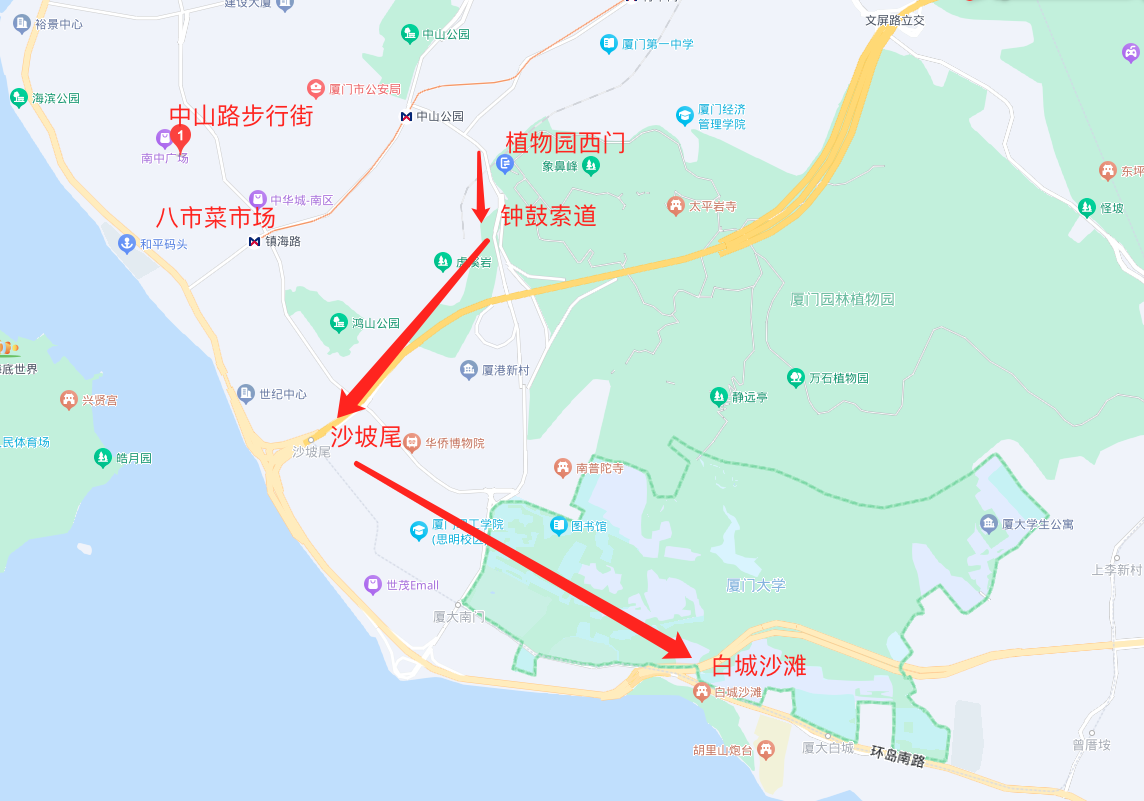 建设大厦
裕景中心
中山公园
厦门第一中学
文屏路立交
海滨公园
厦门市公安局
中山路步行街
1
中山公园
厦门经济
管理学院
植物园西门
南中广场
象鼻峰
东坪
中华城-南区
太平岩寺
怪坡
八市菜市场
钟鼓索道
和平码头
镇海路
虎溪岩
厦门园林植物园
鸿山公园
底世界
厦港新村
万石植物园
世纪中心
静远亭
兴贤宫
沙坡尾
沙坡尾
华侨博物院
民体育场
皓月园
南普陀寺
厦门理工学院
(思明校区)
图书馆
厦大学生公寓
上李新村
世茂Emall
厦门大学
厦大南门
白城沙滩
白城沙滩
胡里山炮台
厦大白城
环岛南路
曾厝垵